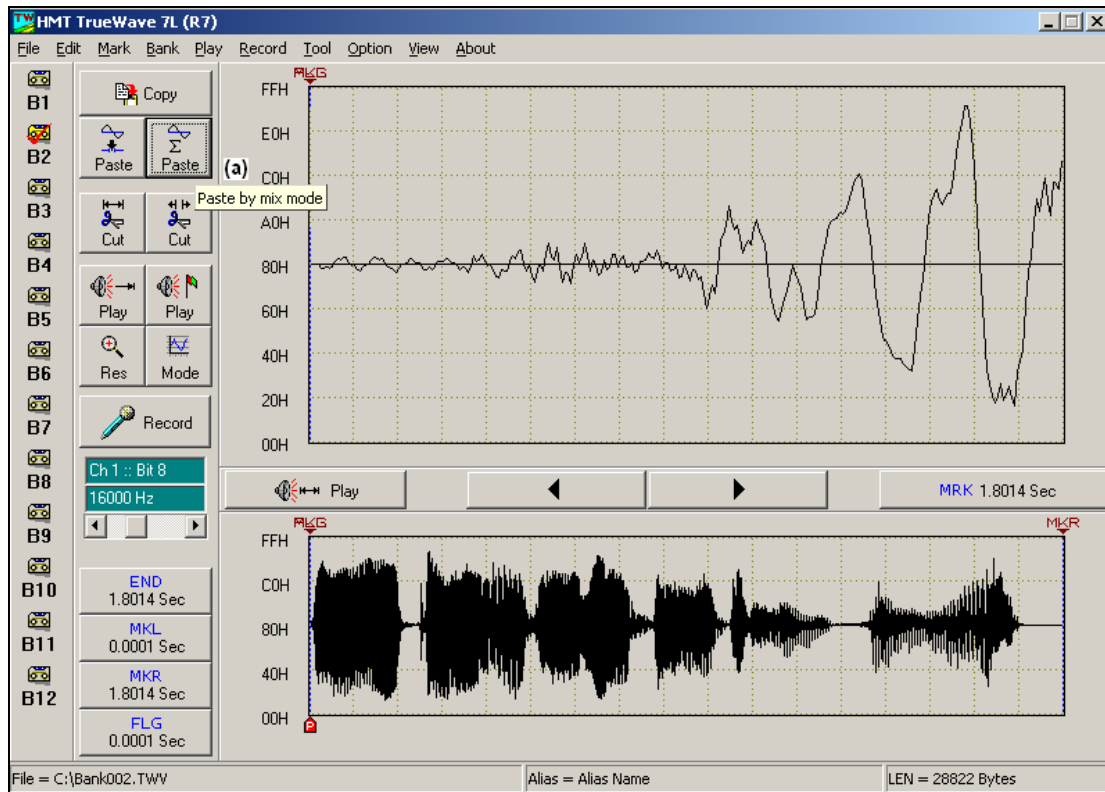 HMT TrueWave 7L (R7)
File Edit Mark Bank Play Record Tool Option View About
B1
B2
B3
B4
B5
B6
B7
B8
B9
B10
B11
B12
Copy
Paste Paste
(a)
Paste by mix mode
Cut Cut
Play Play
Res Mode
Record
Ch 1 :: Bit 8
16000 Hz
END
1.8014 Sec
MKL
0.0001 Sec
MKR
1.8014 Sec
FLG
0.0001 Sec
FFH
E0H
C0H
A0H
80H
60H
40H
20H
00H
Play
MRK 1.8014 Sec
MKR
FFH
C0H
80H
40H
00H
P
File = C:\Bank002.TWV
Alias = Alias Name
LEN = 28822 Bytes